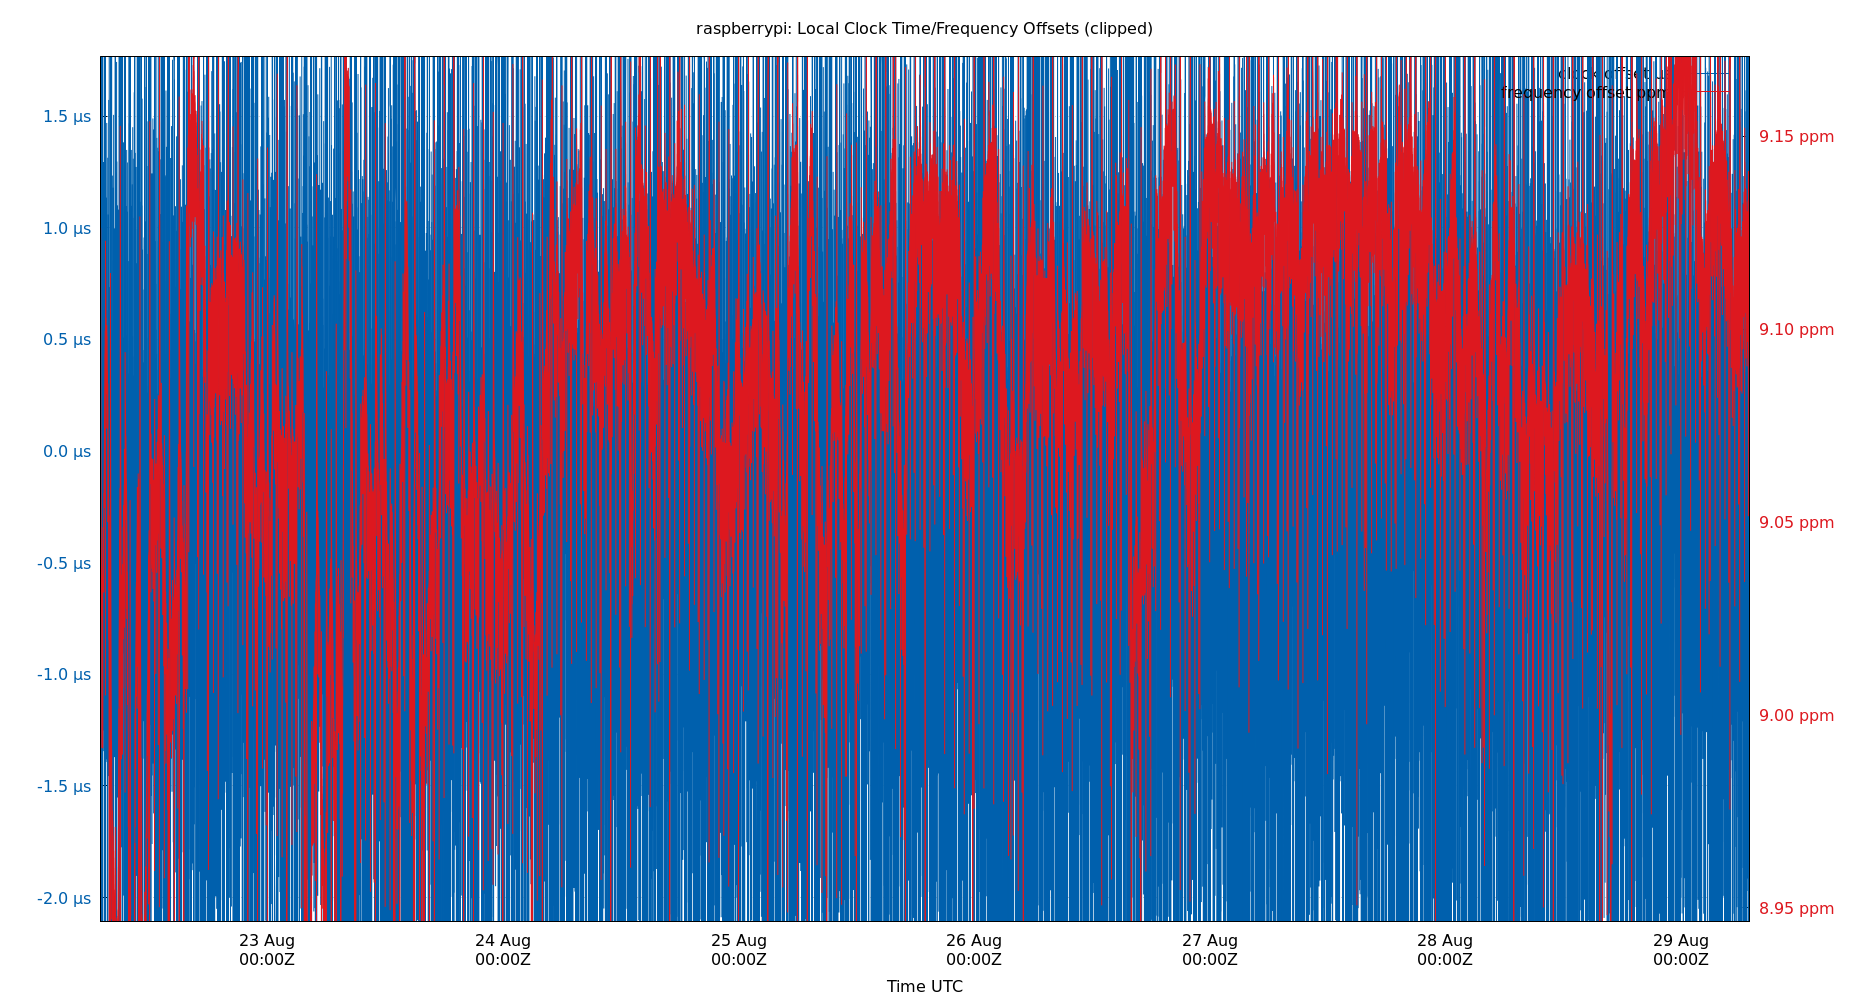 raspberrypi: Local Clock Time/Frequency Offsets (clipped)
clock offset
frequency offset ppm
1.5 µs
1.0 µs
0.5 µs
0.0 µs
-0.5 µs
-1.0 µs
-1.5 µs
-2.0 µs
9.15 ppm
9.10 ppm
9.05 ppm
9.00 ppm
8.95 ppm
23 Aug
00:00Z
24 Aug
00:00Z
25 Aug
00:00Z
26 Aug
00:00Z
27 Aug
00:00Z
28 Aug
00:00Z
29 Aug
00:00Z
Time UTC